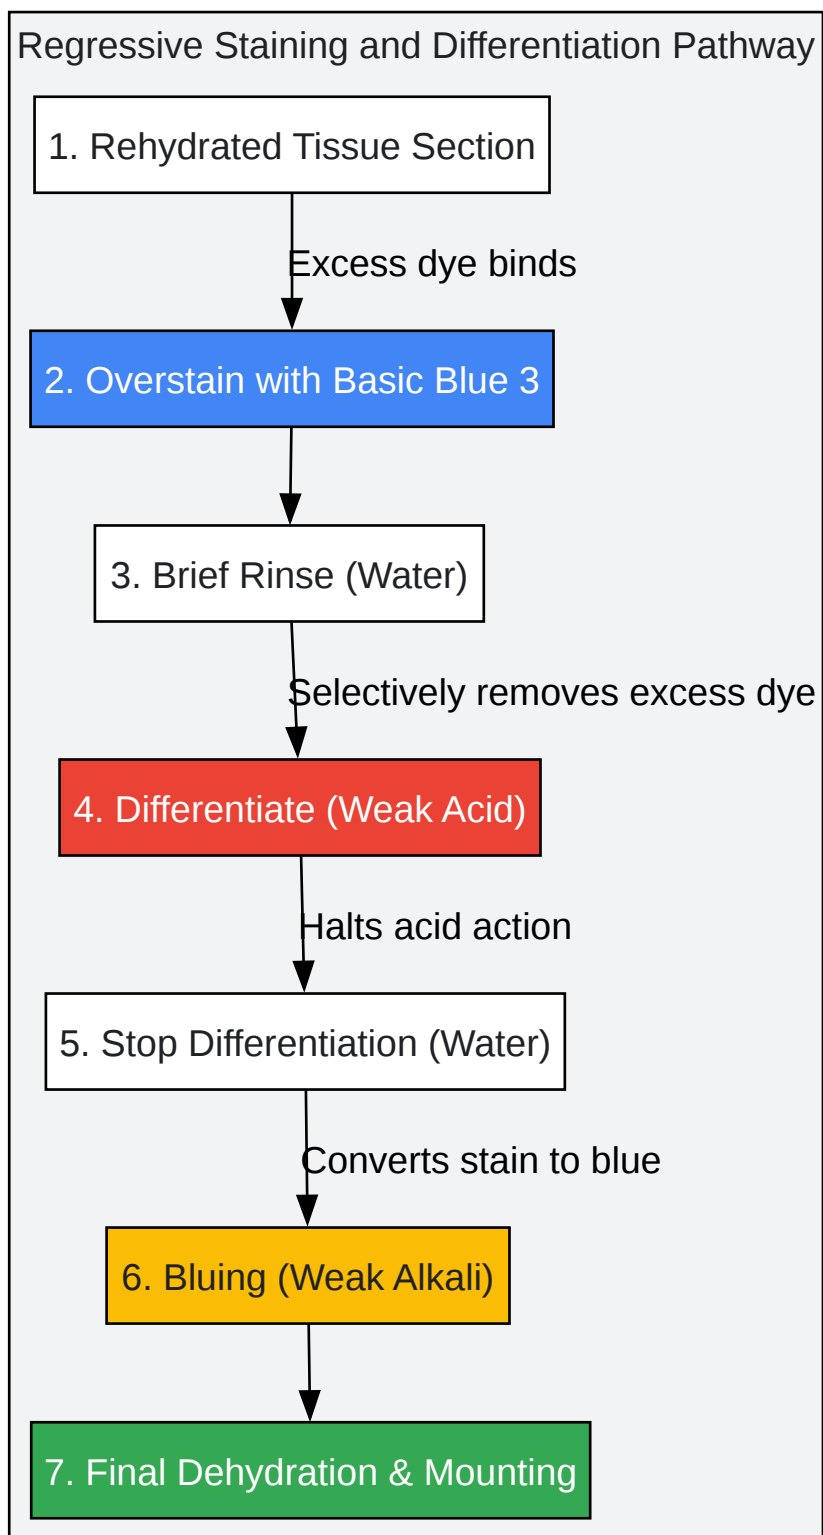 Regressive Staining and Differentiation Pathway
1. Rehydrated Tissue Section
Excess dye binds
2. Overstain with Basic Blue 3
3. Brief Rinse (Water)
Selectively removes excess dye
4. Differentiate (Weak Acid)
Halts acid action
5. Stop Differentiation (Water)
Converts stain to blue
6. Bluing (Weak Alkali)
7. Final Dehydration & Mounting